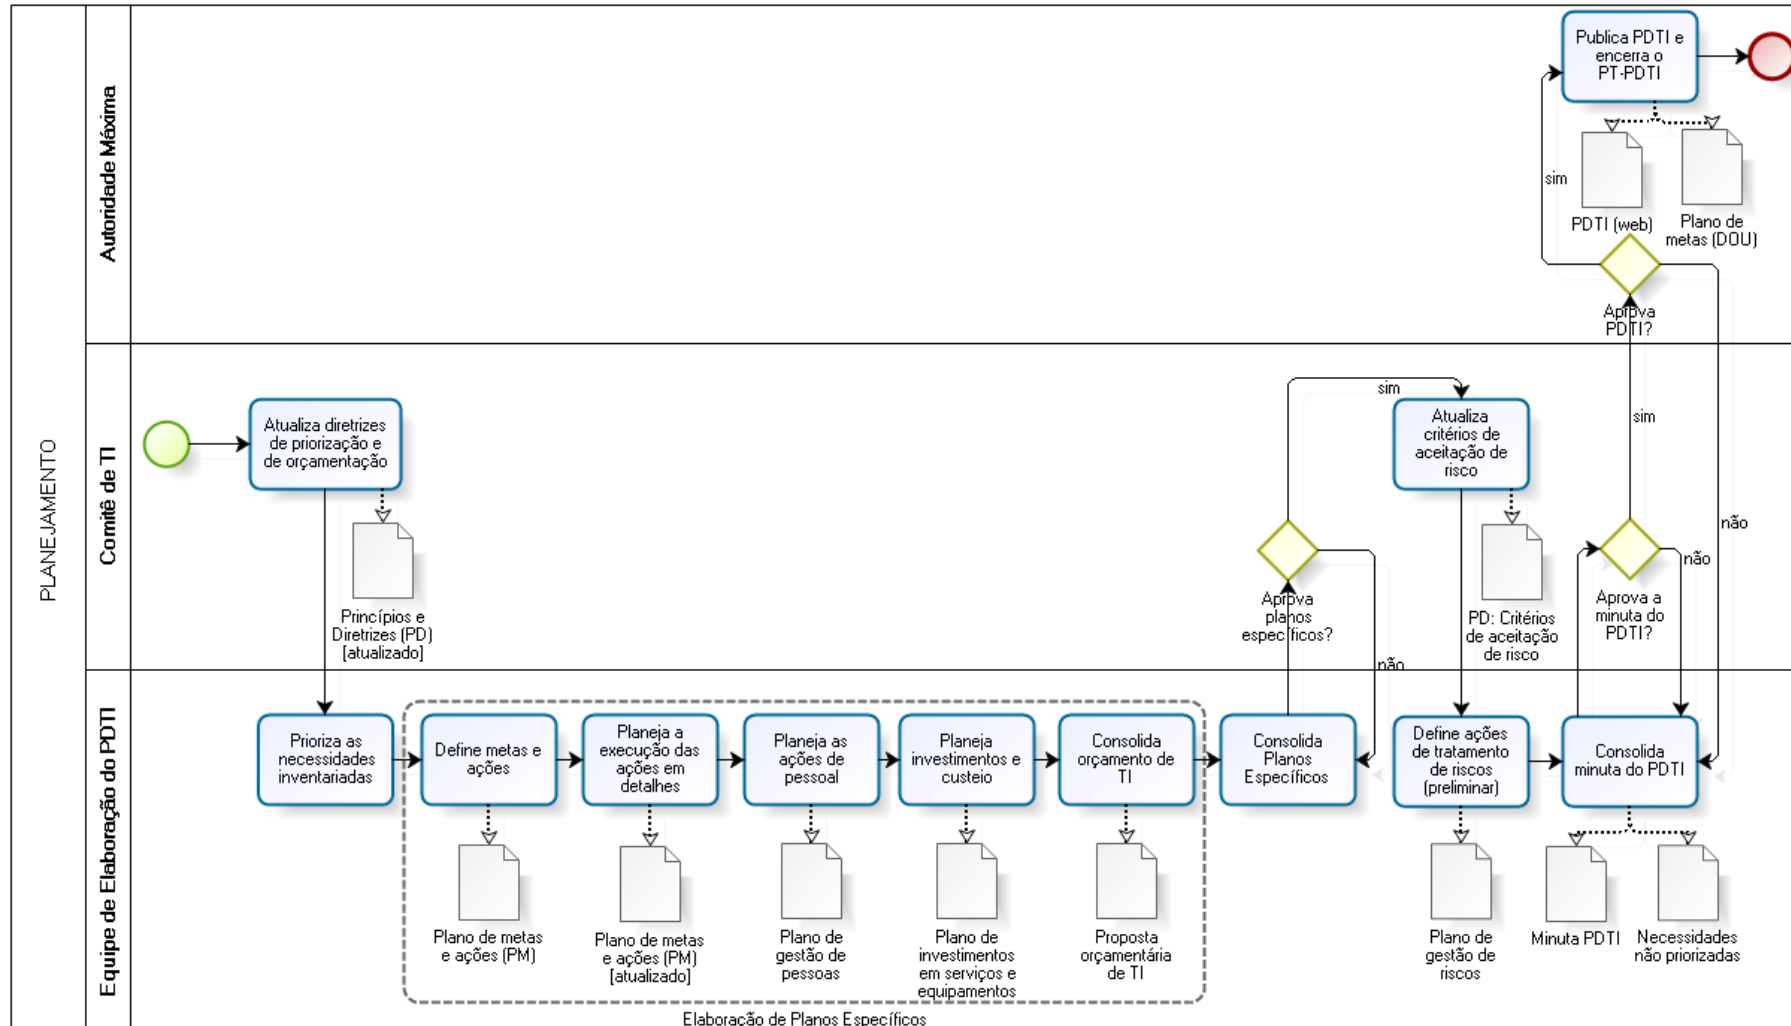 PLANEJAMENTO
Autoridade Máxima
Publica PDTI e
encerra o
PT-PDTI
sim
PDTI (web)
Plano de
metas (DOU)
Aprova
PDTI?
não
Comitê de TI
Atualiza diretrizes
de priorização e
de orçamentação
Princípios e
Diretrizes (PD)
[atualizado]
Aprova
planos
específicos?
sim
não
Atualiza
critérios de
aceitação de
risco
PD: Critérios
de aceitação
de risco
Aprova a
minuta do
PDTI?
sim
não
Equipe de Elaboração do PDTI
Prioriza as
necessidades
inventariadas
Define metas e
ações
Plano de metas
e ações (PM)
Planeja a
execução das
ações em
detalhes
Plano de metas
e ações (PM)
[atualizado]
Planeja as
ações de
pessoal
Plano de
gestão de
pessoas
Planeja
investimentos e
custeio
Plano de
investimentos
em serviços e
equipamentos
Consolida
orçamento de
TI
Proposta
orçamentária
de TI
Elaboração de Planos Específicos
Consolida
Planos
Específicos
Define ações
de tratamento
de riscos
(preliminar)
Plano de
gestão de
riscos
Consolida
minuta do PDTI
Minuta PDTI
Necessidades
não priorizadas